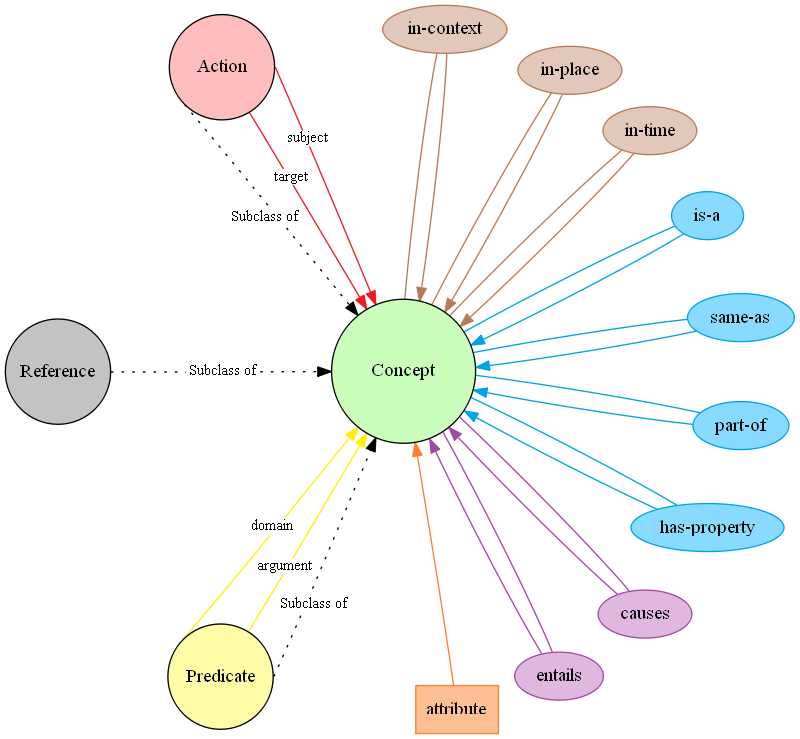 in-context
Action
in-place
in-time
subject
target
Subclass of
is-a
same-as
Reference
Subclass of
Concept
part-of
domain
has-property
argument
Subclass of
causes
Predicate
entails
attribute